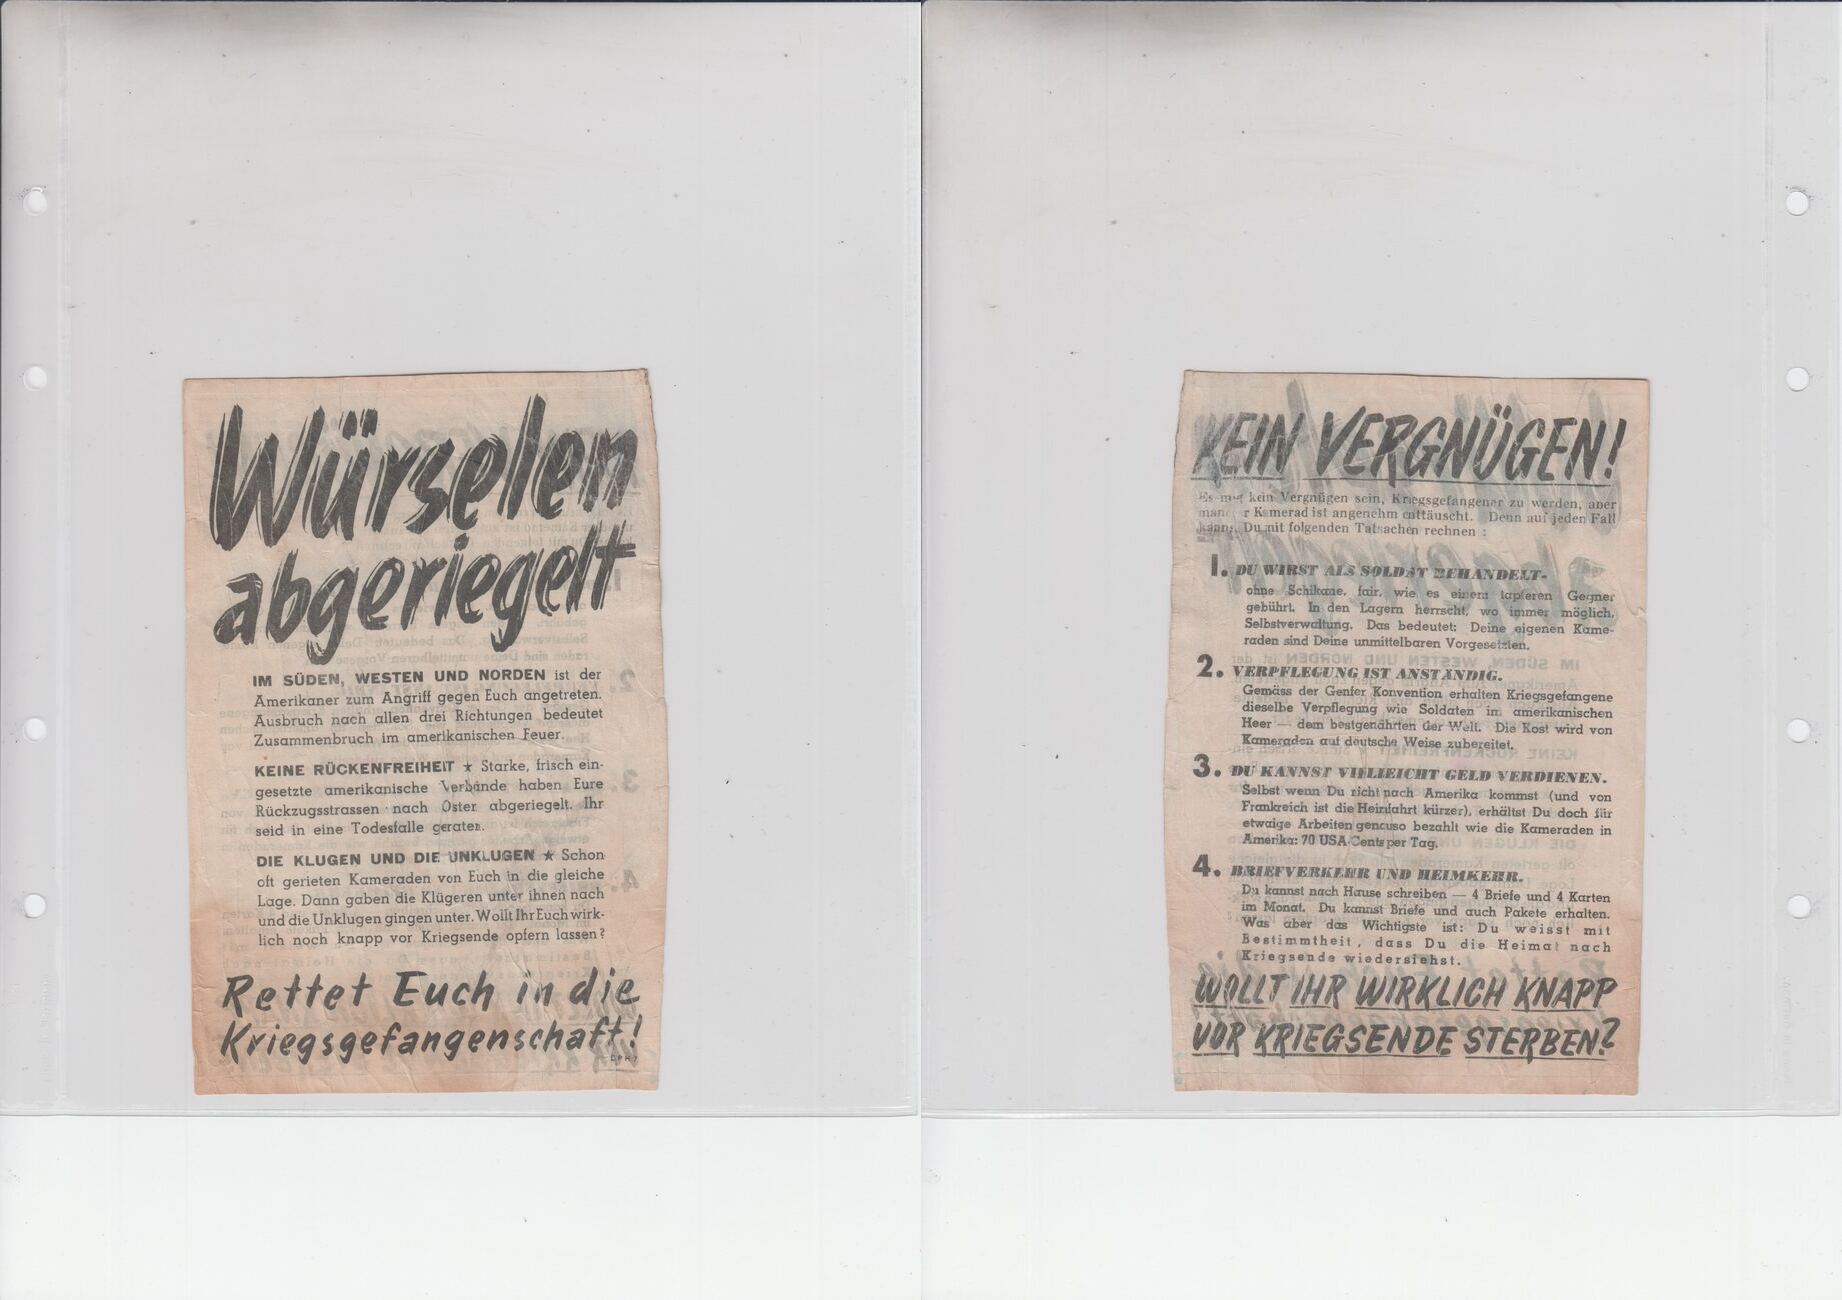 Würselen
abgeriegelt
IM SÜDEN, WESTEN UND NORDEN ist der
Amerikaner zum Angriff gegen Euch angetreten.
Ausbruch nach allen drei Richtungen bedeutet
Zusammenbruch im amerikanischen Feuer.
KEINE RÜCKENFREIHEIT ★ Starke, frisch ein-
gesetzte amerikanische Verbände haben Eure
Rückzugsstrassen nach Osten abgeriegelt. Ihr
seid in eine Todesfalle geraten.
DIE KLUGEN UND DIE UNKLUGEN ★ Schon
oft gerieten Kameraden von Euch in die gleiche
Lage. Dann gaben die Klügeren unter ihnen nach
und die Unklugen gingen unter. Wollt Ihr Euch wirk-
lich noch knapp vor Kriegsende opfern lassen?
Rettet Euch in die
Kriegsgefangenschaft!
KEIN VERGNÜGEN!
Es mag kein Vergnügen sein, Kriegsgefangener zu werden, aber
mancher Kamerad ist angenehm enttäuscht. Denn auf jeden Fall
kannst Du mit folgenden Tatsachen rechnen :
1. DU WIRST ALS SOLDAT BEHANDELT-
ohne Schikane, fair, wie es einem tapferen Gegner
gebührt. In den Lagern herrscht, wo immer möglich,
Selbstverwaltung. Das bedeutet: Deine eigenen Kame-
raden sind Deine unmittelbaren Vorgesetzten.
2. VERPFLEGUNG IST ANSTÄNDIG.
Gemäss der Genfer Konvention erhalten Kriegsgefangene
dieselbe Verpflegung wie Soldaten im amerikanischen
Heer — dem bestgenährten der Welt. Die Kost wird von
Kameraden auf deutsche Weise zubereitet.
3. DU KANNST VIELLEICHT GELD VERDIENEN.
Selbst wenn Du nicht nach Amerika kommst (und von
Frankreich ist die Heimfahrt kürzer), erhältst Du doch für
etwaige Arbeiten genauso bezahlt wie die Kameraden in
Amerika: 70 USA-Cents per Tag.
4. BRIEFVERKEHR UND HEIMKEHR.
Du kannst nach Hause schreiben — 4 Briefe und 4 Karten
im Monat. Du kannst Briefe und auch Pakete erhalten.
Was aber das Wichtigste ist: Du weisst mit
Bestimmtheit, dass Du die Heimat nach
Kriegsende wiedersiehst.
WOLLT IHR WIRKLICH KNAPP
VOR KRIEGSENDE STERBEN?